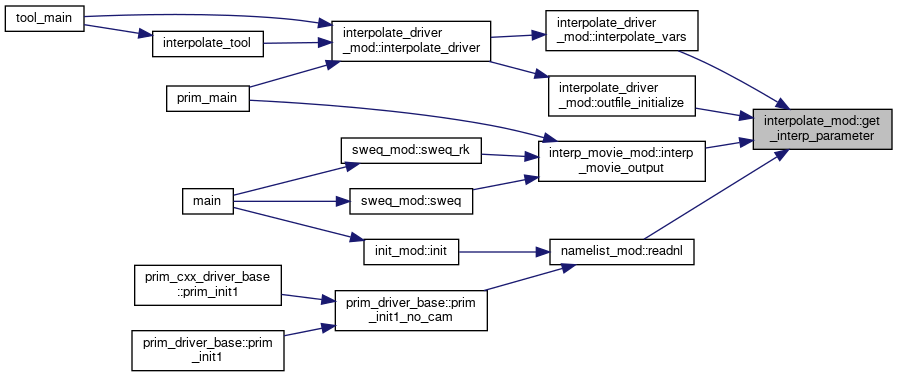 tool_main
interpolate_tool
interpolate_driver
_mod::interpolate_driver
interpolate_driver
_mod::interpolate_vars
prim_main
interpolate_driver
_mod::outfile_initialize
interpolate_mod::get
_interp_parameter
sweq_mod::sweq_rk
interp_movie_mod::interp
_movie_output
main
sweq_mod::sweq
init_mod::init
namelist_mod::readnl
prim_cxx_driver_base
::prim_init1
prim_driver_base::prim
_init1_no_cam
prim_driver_base::prim
_init1